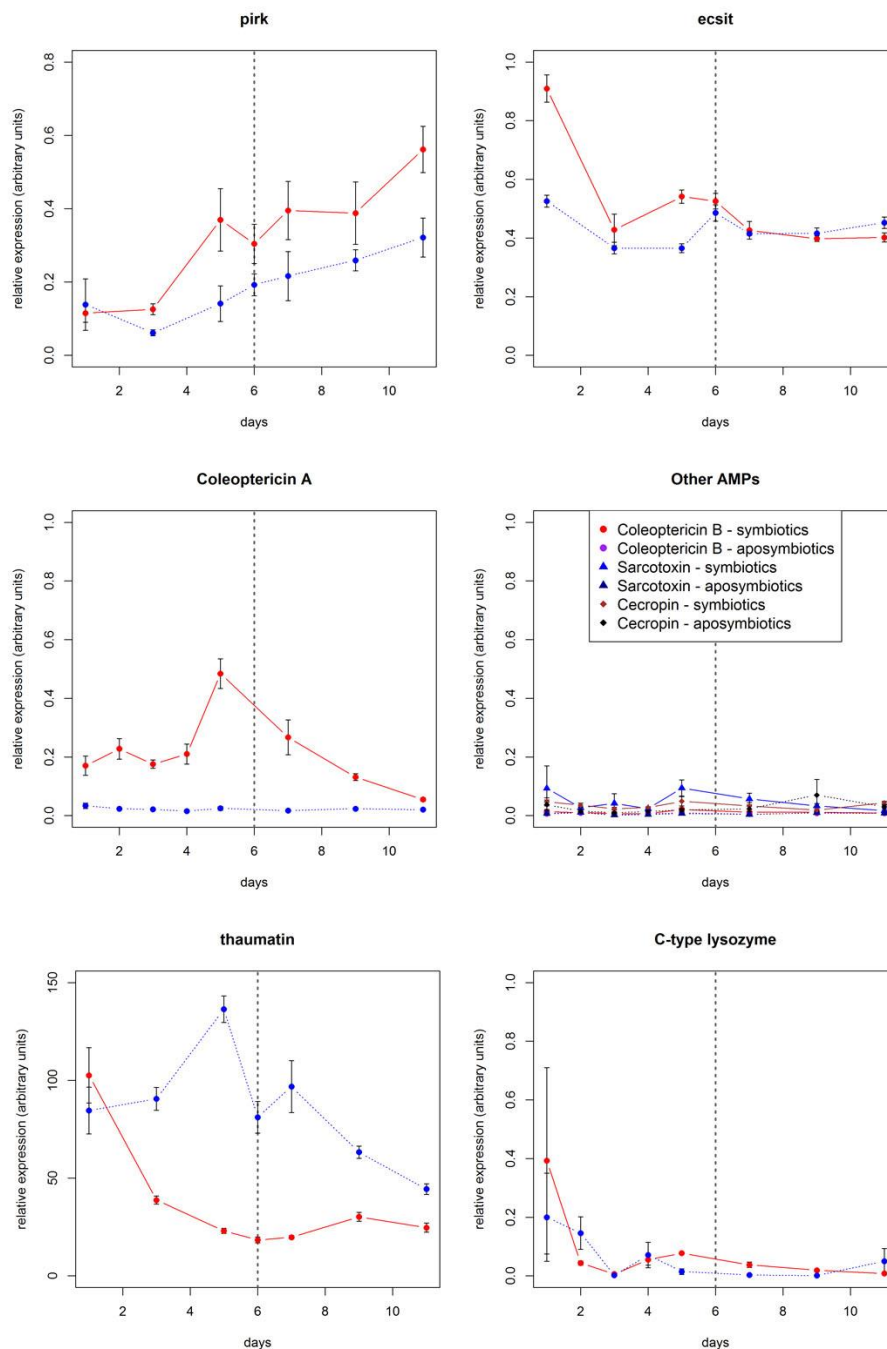 pirk
relative expression (arbitrary units)
0.0 0.2 0.4 0.6 0.8
2 4 6 8 10
days
ecsit
relative expression (arbitrary units)
0.0 0.2 0.4 0.6 0.8 1.0
2 4 6 8 10
days
Coleoptericin A
relative expression (arbitrary units)
0.0 0.2 0.4 0.6 0.8 1.0
2 4 6 8 10
days
Other AMPs
relative expression (arbitrary units)
0.0 0.2 0.4 0.6 0.8 1.0
Coleoptericin B - symbiotics
Coleoptericin B - aposymbiotics
Sarcotoxin - symbiotics
Sarcotoxin - aposymbiotics
Cecropin - symbiotics
Cecropin - aposymbiotics
2 4 6 8 10
days
thaumatin
relative expression (arbitrary units)
0 50 100 150
2 4 6 8 10
days
C-type lysozyme
relative expression (arbitrary units)
0.0 0.2 0.4 0.6 0.8 1.0
2 4 6 8 10
days